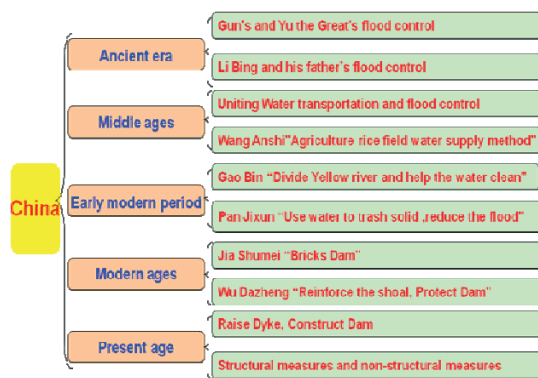 China
Ancient era
Gun's and Yu the Great's flood control
Li Bing and his father's flood control
Middle ages
Uniting Water transportation and flood control
Wang Anshi"Agriculture rice field water supply method"
Early modern period
Gao Bin "Divide Yellow river and help the water clean"
Pan Jixun "Use water to trash solid ,reduce the flood"
Modern ages
Jia Shumei "Bricks Dam"
Wu Dazheng "Reinforce the shoal, Protect Dam"
Present age
Raise Dyke, Construct Dam
Structural measures and non-structural measures